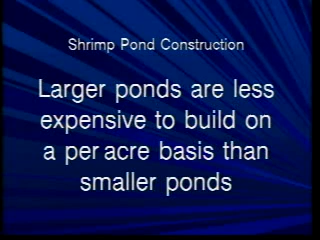 Shrimp Pond Construction
Larger ponds are less
expensive to build on
a per acre basis than
smaller ponds